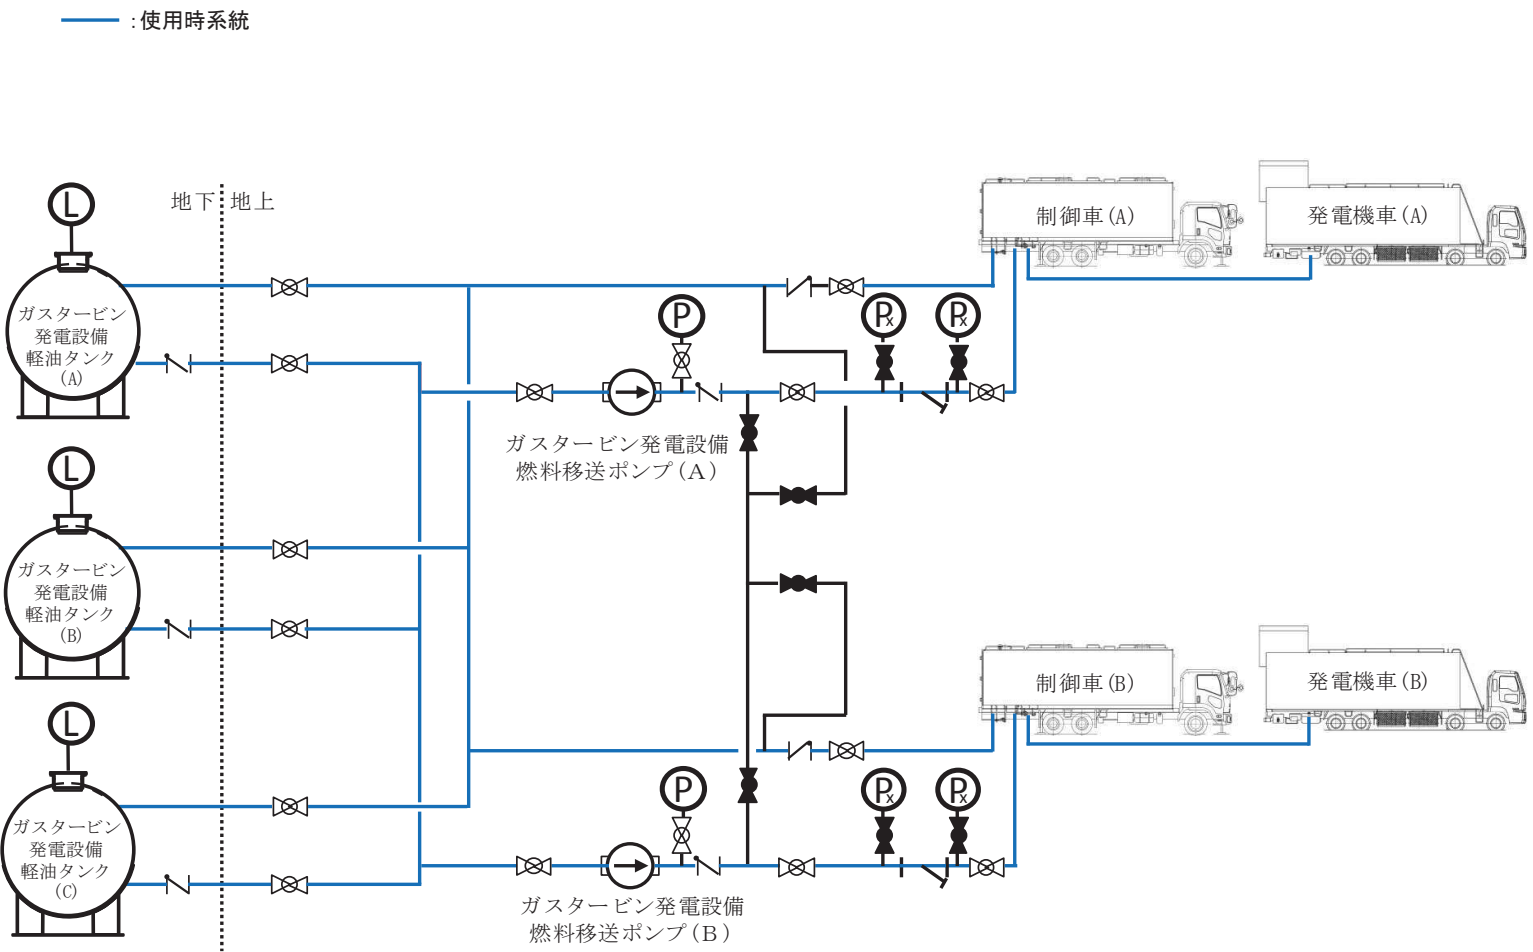 :使用時系統
地下 地上
L
ガスタービン
発電設備
軽油タンク
(A)
L
ガスタービン
発電設備
軽油タンク
(B)
L
ガスタービン
発電設備
軽油タンク
(C)
P
ガスタービン発電設備
燃料移送ポンプ(A)
Px
Px
制御車(A)
発電機車(A)
P
ガスタービン発電設備
燃料移送ポンプ(B)
Px
Px
制御車(B)
発電機車(B)